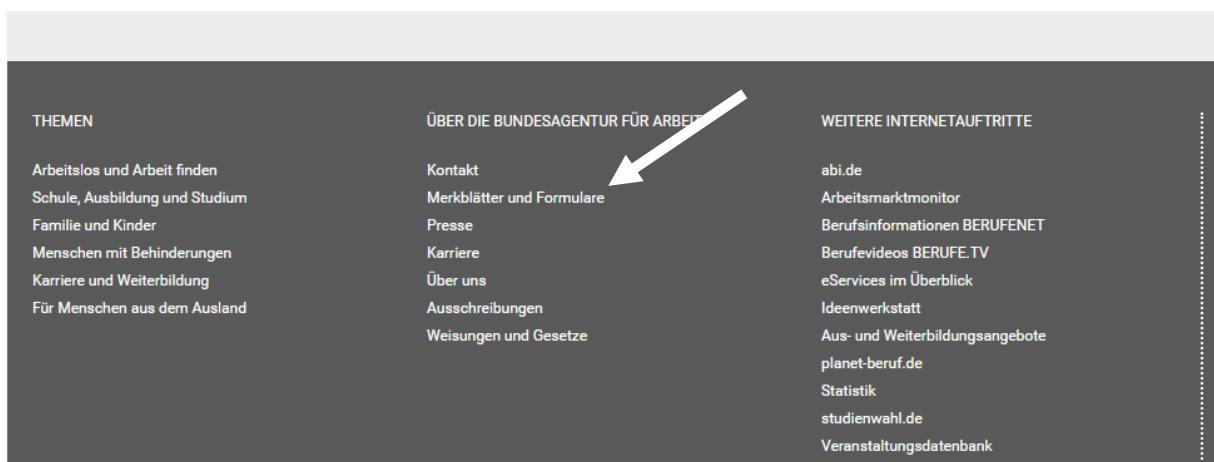 THEMEN
Arbeitslos und Arbeit finden
Schule, Ausbildung und Studium
Familie und Kinder
Menschen mit Behinderungen
Karriere und Weiterbildung
Für Menschen aus dem Ausland
ÜBER DIE BUNDESAGENTUR FÜR ARBEIT
Kontakt
Merkblätter und Formulare
Presse
Karriere
Über uns
Ausschreibungen
Weisungen und Gesetze
WEITERE INTERNETAUFTRITTE
abi.de
Arbeitsmarktmonitor
Berufsinformationen BERUFENET
Berufevideos BERUFE.TV
eServices im Überblick
Ideenwerkstatt
Aus- und Weiterbildungsangebote
planet-beruf.de
Statistik
studienwahl.de
Veranstaltungsdatenbank